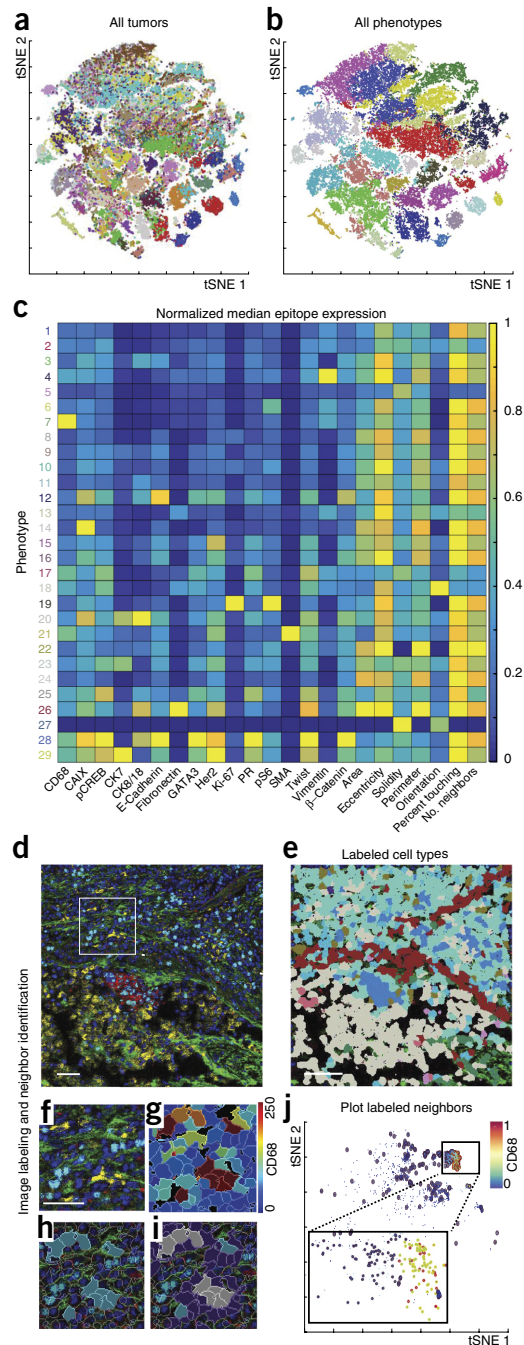 a
All tumors
tSNE 2
tSNE 1
b
All phenotypes
tSNE 2
tSNE 1
c
Normalized median epitope expression
Phenotype
1
2
3
4
5
6
7
8
9
10
11
12
13
14
15
16
17
18
19
20
21
22
23
24
25
26
27
28
29
1
0.8
0.6
0.4
0.2
0
CD68
CAIX
pCREB
CK7
CK8/18
E-Cadherin
Fibronectin
GATA3
Her2
Ki-67
PR
pS6
SMA
Twist
Vimentin
β-Catenin
Area
Eccentricity
Solidity
Perimeter
Orientation
Percent touching
No. neighbors
Image labeling and neighbor identification
d
e
Labeled cell types
f
g
250
CD68
0
h
i
j
Plot labeled neighbors
tSNE 2
1
CD68
0
tSNE 1